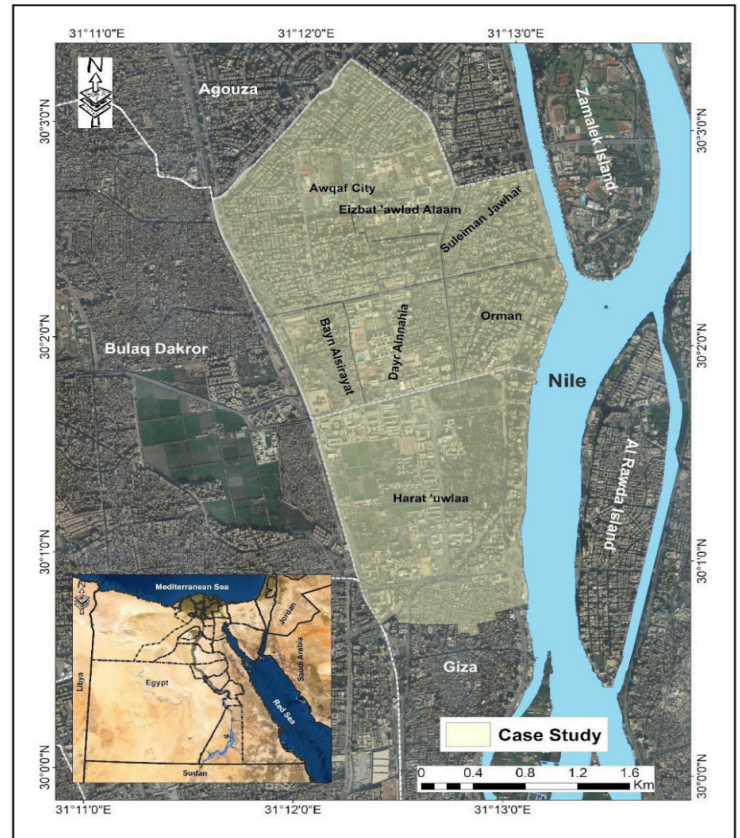 31°11'0"E 31°12'0"E 31°13'0"E
N
Agouza
Zamalek Island
30°3'0"N
30°3'0"N
Awqaf City
Eizbat 'awlad Alaam
Suleiman Jawhar
Orman
Bayn Alsirayat
Dayr Alnnahia
30°2'0"N
30°2'0"N
Bulaq Dakror
Nile
Al Rawda Island
Harat 'uwlaa
30°1'0"N
30°1'0"N
Mediterranean Sea
Jordan
Libya
Egypt
Saudi Arabia
Red Sea
Sudan
Giza
Case Study
0 0.4 0.8 1.2 1.6
Km
30°0'0"N
30°0'0"N
31°11'0"E 31°12'0"E 31°13'0"E